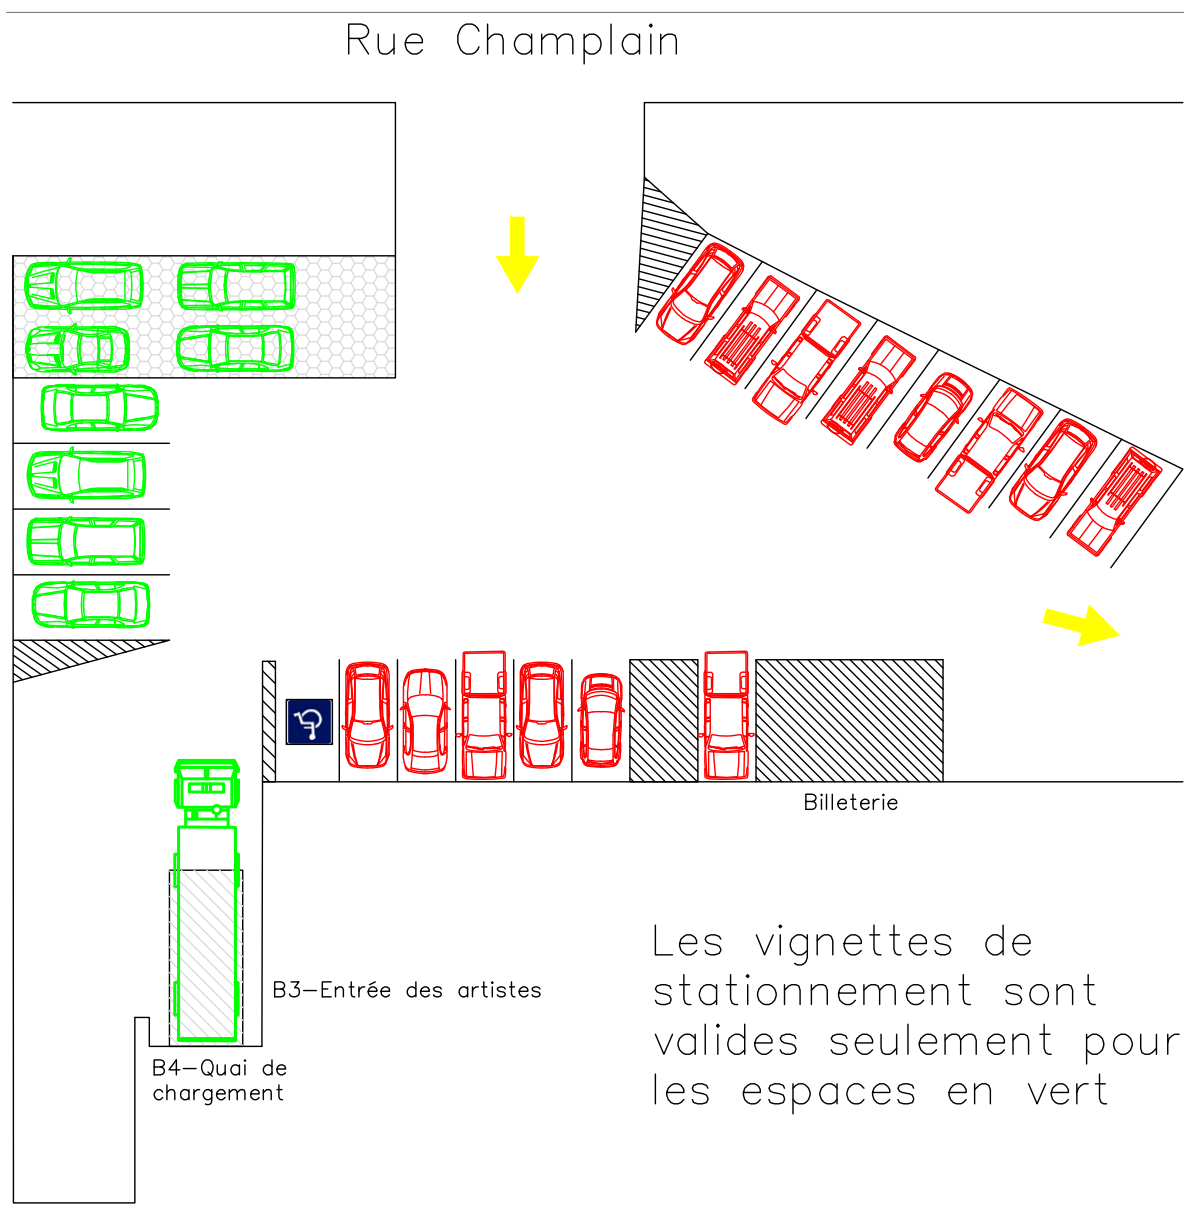 Rue Champlain
Billeterie
B3-Entrée des artistes
B4-Quai de
chargement
Les vignettes de
stationnement sont
valides seulement pour
les espaces en vert